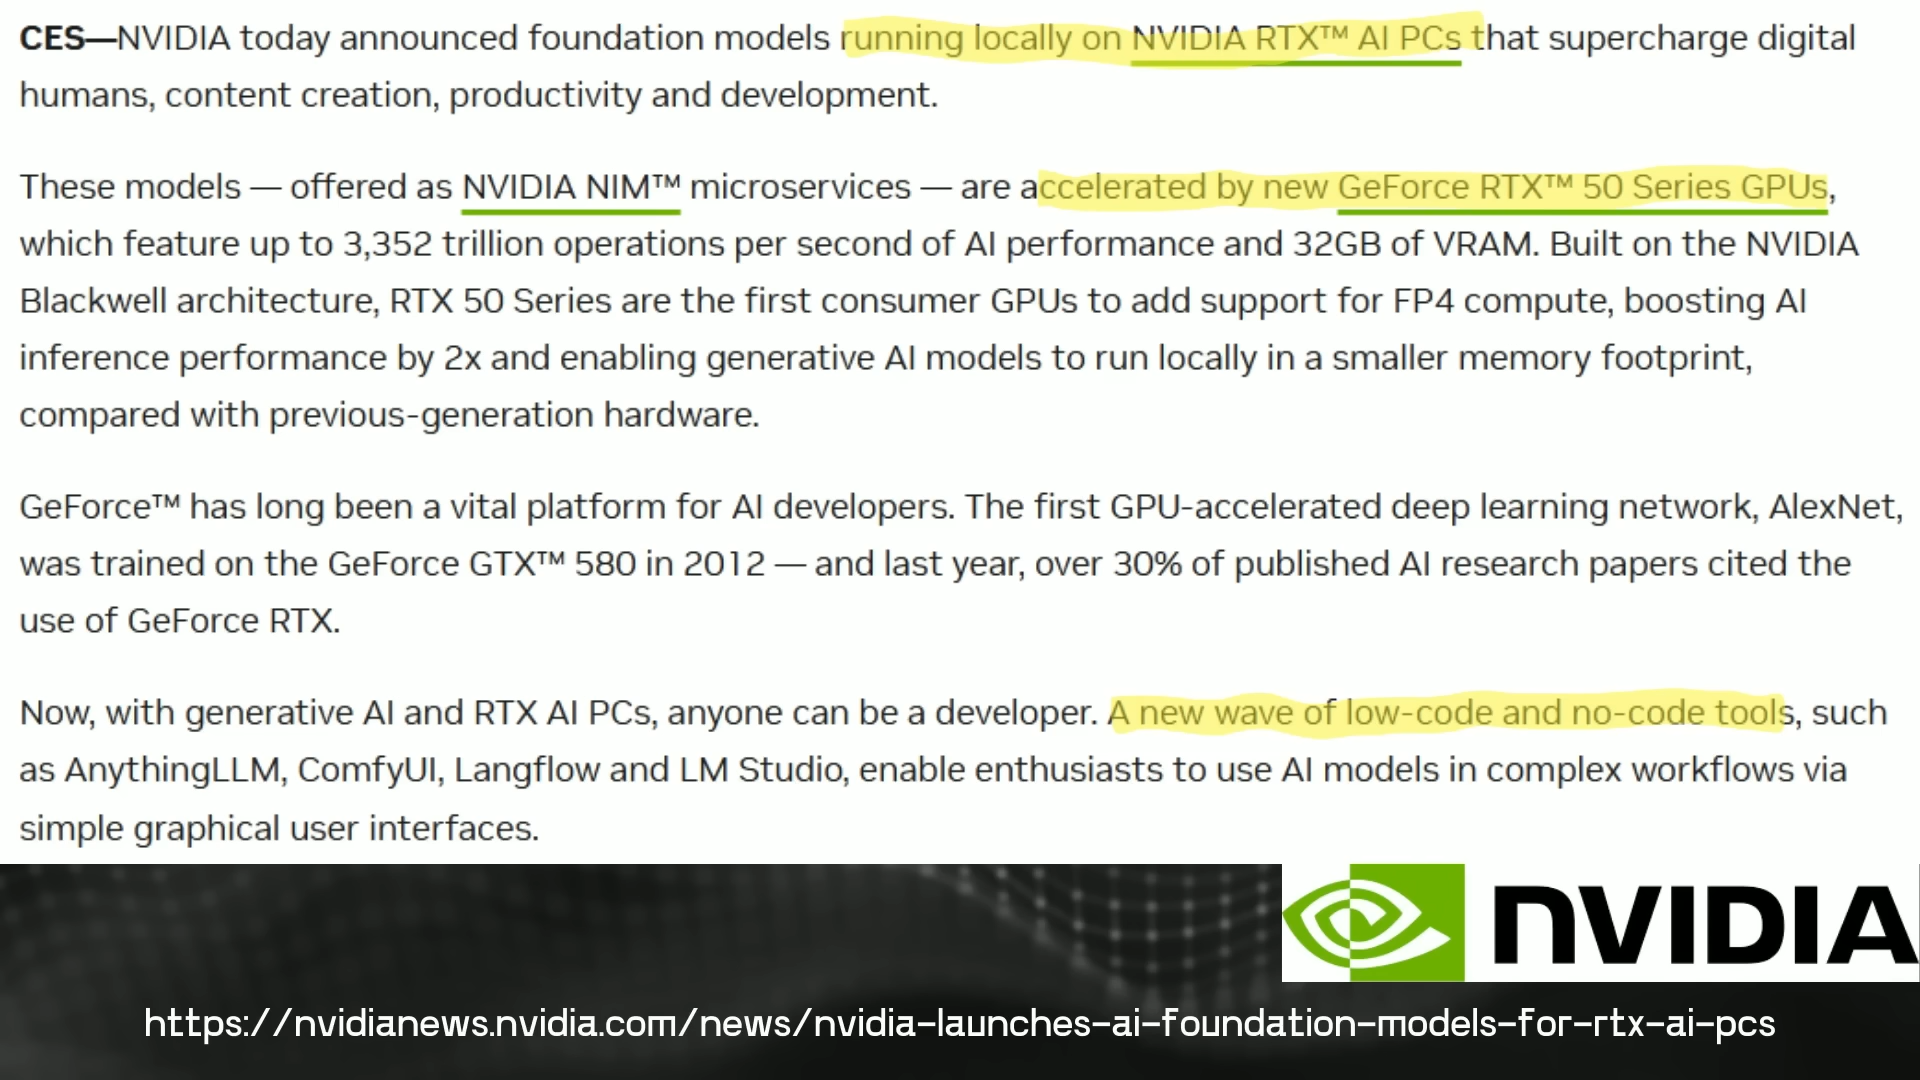 CES—NVIDIA today announced foundation models running locally on NVIDIA RTX™ AI PCs that supercharge digital
humans, content creation, productivity and development.
These models — offered as NVIDIA NIM™ microservices — are accelerated by new GeForce RTX™ 50 Series GPUs,
which feature up to 3,352 trillion operations per second of AI performance and 32GB of VRAM. Built on the NVIDIA
Blackwell architecture, RTX 50 Series are the first consumer GPUs to add support for FP4 compute, boosting AI
inference performance by 2x and enabling generative AI models to run locally in a smaller memory footprint,
compared with previous-generation hardware.
GeForce™ has long been a vital platform for AI developers. The first GPU-accelerated deep learning network, AlexNet,
was trained on the GeForce GTX™ 580 in 2012 — and last year, over 30% of published AI research papers cited the
use of GeForce RTX.
Now, with generative AI and RTX AI PCs, anyone can be a developer. A new wave of low-code and no-code tools, such
as AnythingLLM, ComfyUI, Langflow and LM Studio, enable enthusiasts to use AI models in complex workflows via
simple graphical user interfaces.
NVIDIA
https://nvidianews.nvidia.com/news/nvidia-launches-ai-foundation-models-for-rtx-ai-pcs